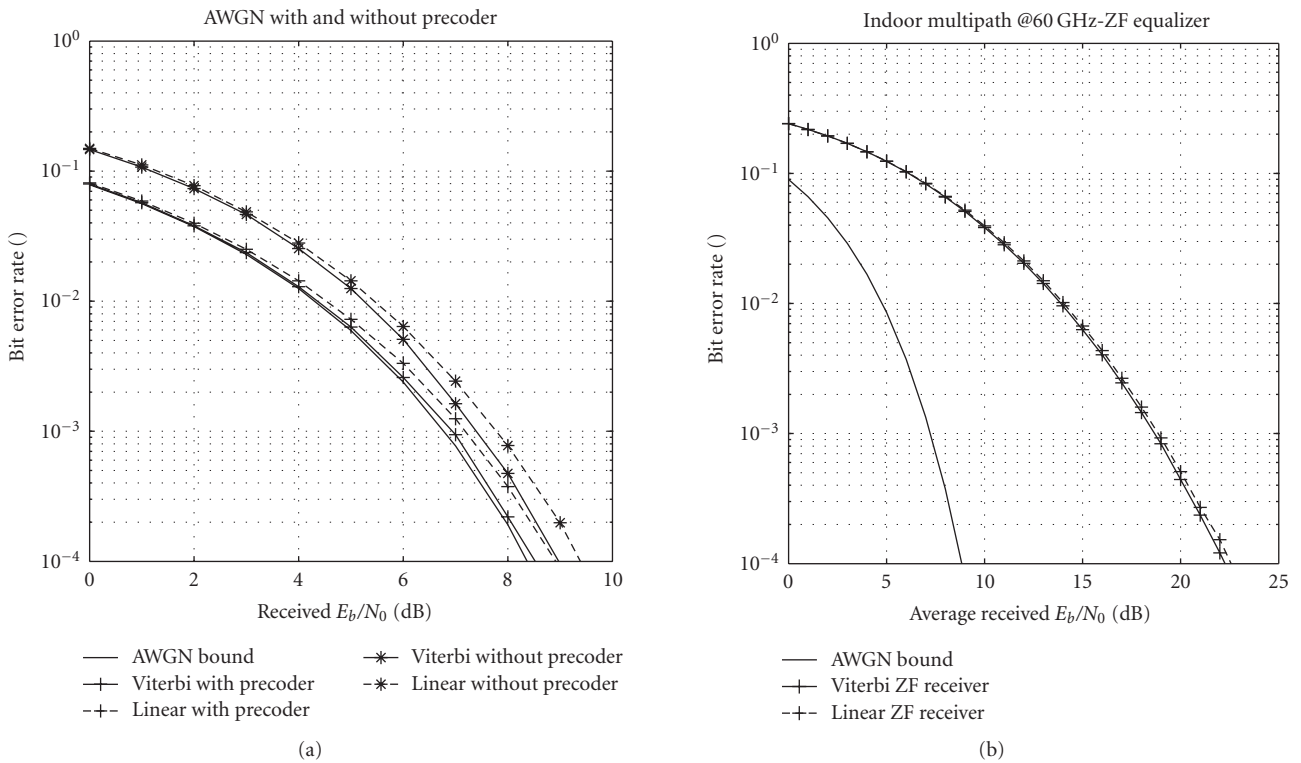 AWGN with and without precoder
10^0
10^−1
10^−2
10^−3
10^−4
Bit error rate ()
0 2 4 6 8 10
Received E_b/N_0 (dB)
AWGN bound
Viterbi with precoder
Linear with precoder
Viterbi without precoder
Linear without precoder
(a)
Indoor multipath @60 GHz-ZF equalizer
10^0
10^−1
10^−2
10^−3
10^−4
Bit error rate ()
0 5 10 15 20 25
Average received E_b/N_0 (dB)
AWGN bound
Viterbi ZF receiver
Linear ZF receiver
(b)